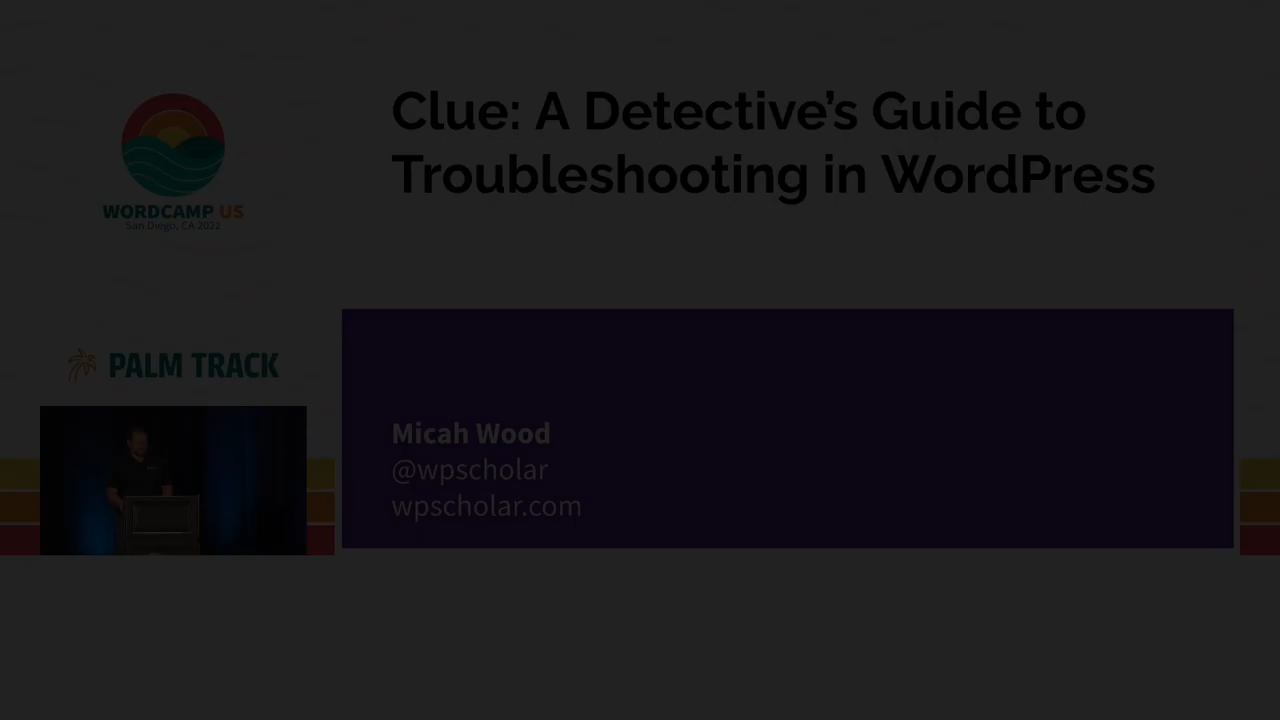 Clue: A Detective’s Guide to
Troubleshooting in WordPress
WORDCAMP US
San Diego, CA 2022
PALM TRACK
Micah Wood
@wpscholar
wpscholar.com